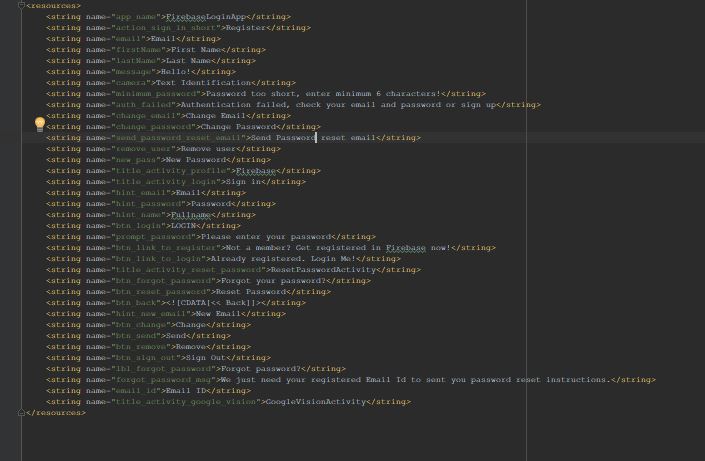 <resources>
<string name="app_name">FirebaseLoginApp</string>
<string name="action_sign_in_short">Register</string>
<string name="email">Email</string>
<string name="firstName">First Name</string>
<string name="lastName">Last Name</string>
<string name="message">Hello!</string>
<string name="camera">Text Identification</string>
<string name="minimum_password">Password too short, enter minimum 6 characters!</string>
<string name="auth_failed">Authentication failed, check your email and password or sign up</string>
<string name="change_email">Change Email</string>
<string name="change_password">Change Password</string>
<string name="send_password_reset_email">Send Password reset email</string>
<string name="remove_user">Remove user</string>
<string name="new_pass">New Password</string>
<string name="title_activity_profile">Firebase</string>
<string name="title_activity_login">Sign in</string>
<string name="hint_email">Email</string>
<string name="hint_password">Password</string>
<string name="hint_name">Fullname</string>
<string name="btn_login">LOGIN</string>
<string name="prompt_password">Please enter your password</string>
<string name="btn_link_to_register">Not a member? Get registered in Firebase now!</string>
<string name="btn_link_to_login">Already registered. Login Me!</string>
<string name="title_activity_reset_password">ResetPasswordActivity</string>
<string name="btn_forgot_password">Forgot your password?</string>
<string name="btn_reset_password">Reset Password</string>
<string name="btn_back"><![CDATA[<< Back]]></string>
<string name="hint_new_email">New Email</string>
<string name="btn_change">Change</string>
<string name="btn_send">Send</string>
<string name="btn_remove">Remove</string>
<string name="btn_sign_out">Sign Out</string>
<string name="lbl_forgot_password">Forgot password?</string>
<string name="forgot_password_msg">We just need your registered Email Id to sent you password reset instructions.</string>
<string name="email_id">Email ID</string>
<string name="title_activity_google_vision">GoogleVisionActivity</string>
</resources>